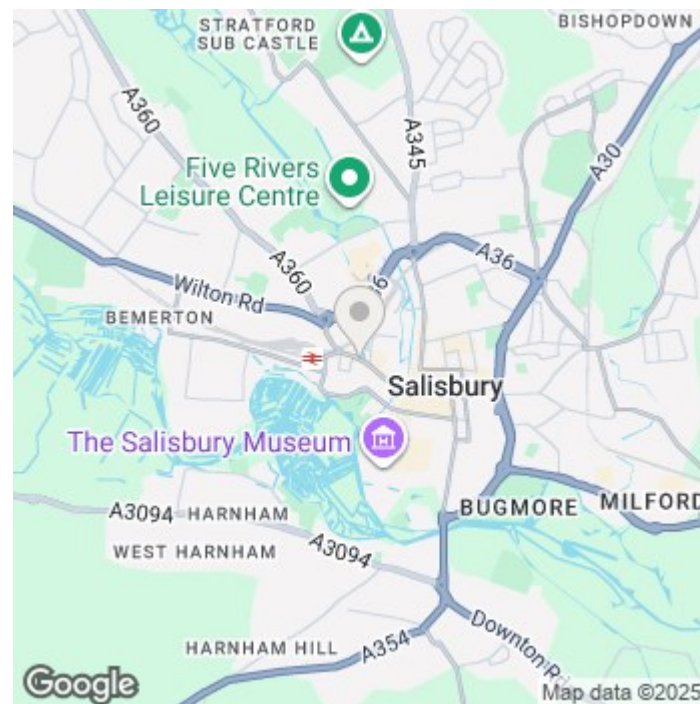 STRATFORD
SUB CASTLE
BISHOPDOWN
A360
A345
A30
Five Rivers
Leisure Centre
A36
A360
Wilton Rd
BEMERTON
Salisbury
The Salisbury Museum
A3094
HARNHAM
BUGMORE
MILFORD
WEST HARNHAM
A3094
HARNHAM HILL
A354
Downton Rd
Google
Map data ©2025